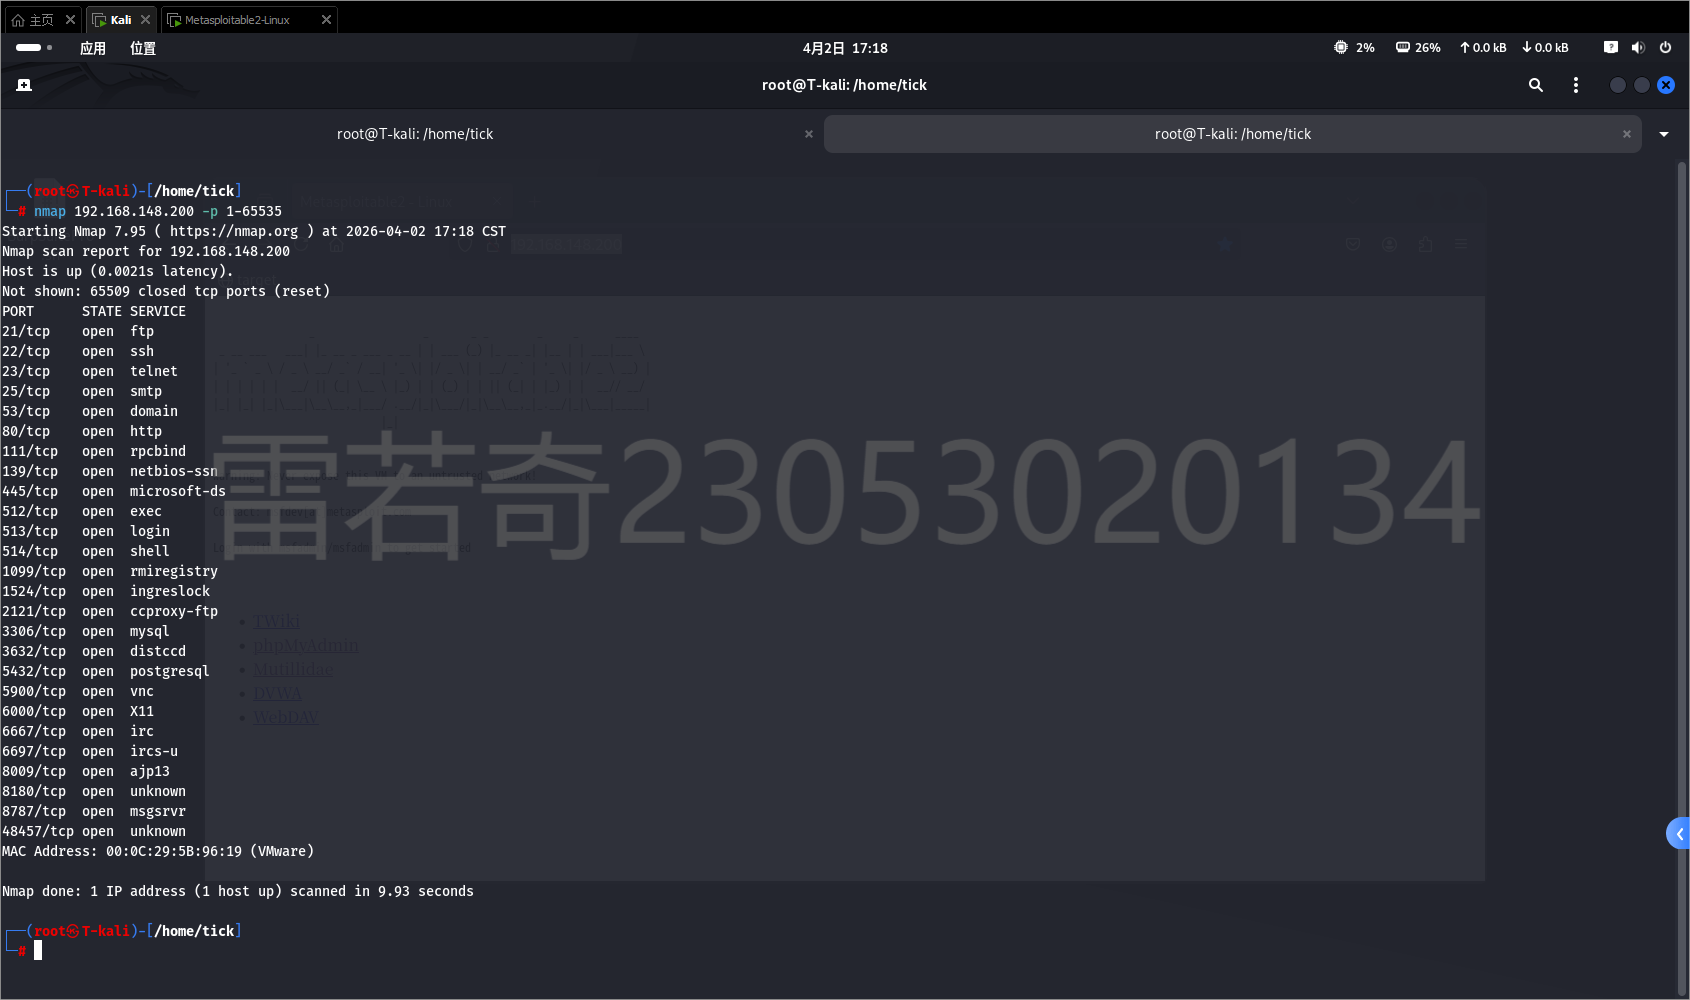 主页
Kali
Metasploitable2-Linux
应用 位置
4月2日 17:18
2% 26% 0.0 kB 0.0 kB
root@T-kali: /home/tick
root@T-kali: /home/tick
root@T-kali: /home/tick
(root㉿T-kali)-[/home/tick]
# nmap 192.168.148.200 -p 1-65535
Starting Nmap 7.95 ( https://nmap.org ) at 2026-04-02 17:18 CST
Nmap scan report for 192.168.148.200
Host is up (0.0021s latency).
Not shown: 65509 closed tcp ports (reset)
PORT STATE SERVICE
21/tcp open ftp
22/tcp open ssh
23/tcp open telnet
25/tcp open smtp
53/tcp open domain
80/tcp open http
111/tcp open rpcbind
139/tcp open netbios-ssn
445/tcp open microsoft-ds
512/tcp open exec
513/tcp open login
514/tcp open shell
1099/tcp open rmiregistry
1524/tcp open ingreslock
2121/tcp open ccproxy-ftp
3306/tcp open mysql
3632/tcp open distccd
5432/tcp open postgresql
5900/tcp open vnc
6000/tcp open X11
6667/tcp open irc
6697/tcp open ircs-u
8009/tcp open ajp13
8180/tcp open unknown
8787/tcp open msgsrvr
48457/tcp open unknown
MAC Address: 00:0C:29:5B:96:19 (VMware)
Nmap done: 1 IP address (1 host up) scanned in 9.93 seconds
(root㉿T-kali)-[/home/tick]
#
雷若奇23053020134
TWiki
phpMyAdmin
Mutillidae
DVWA
WebDAV